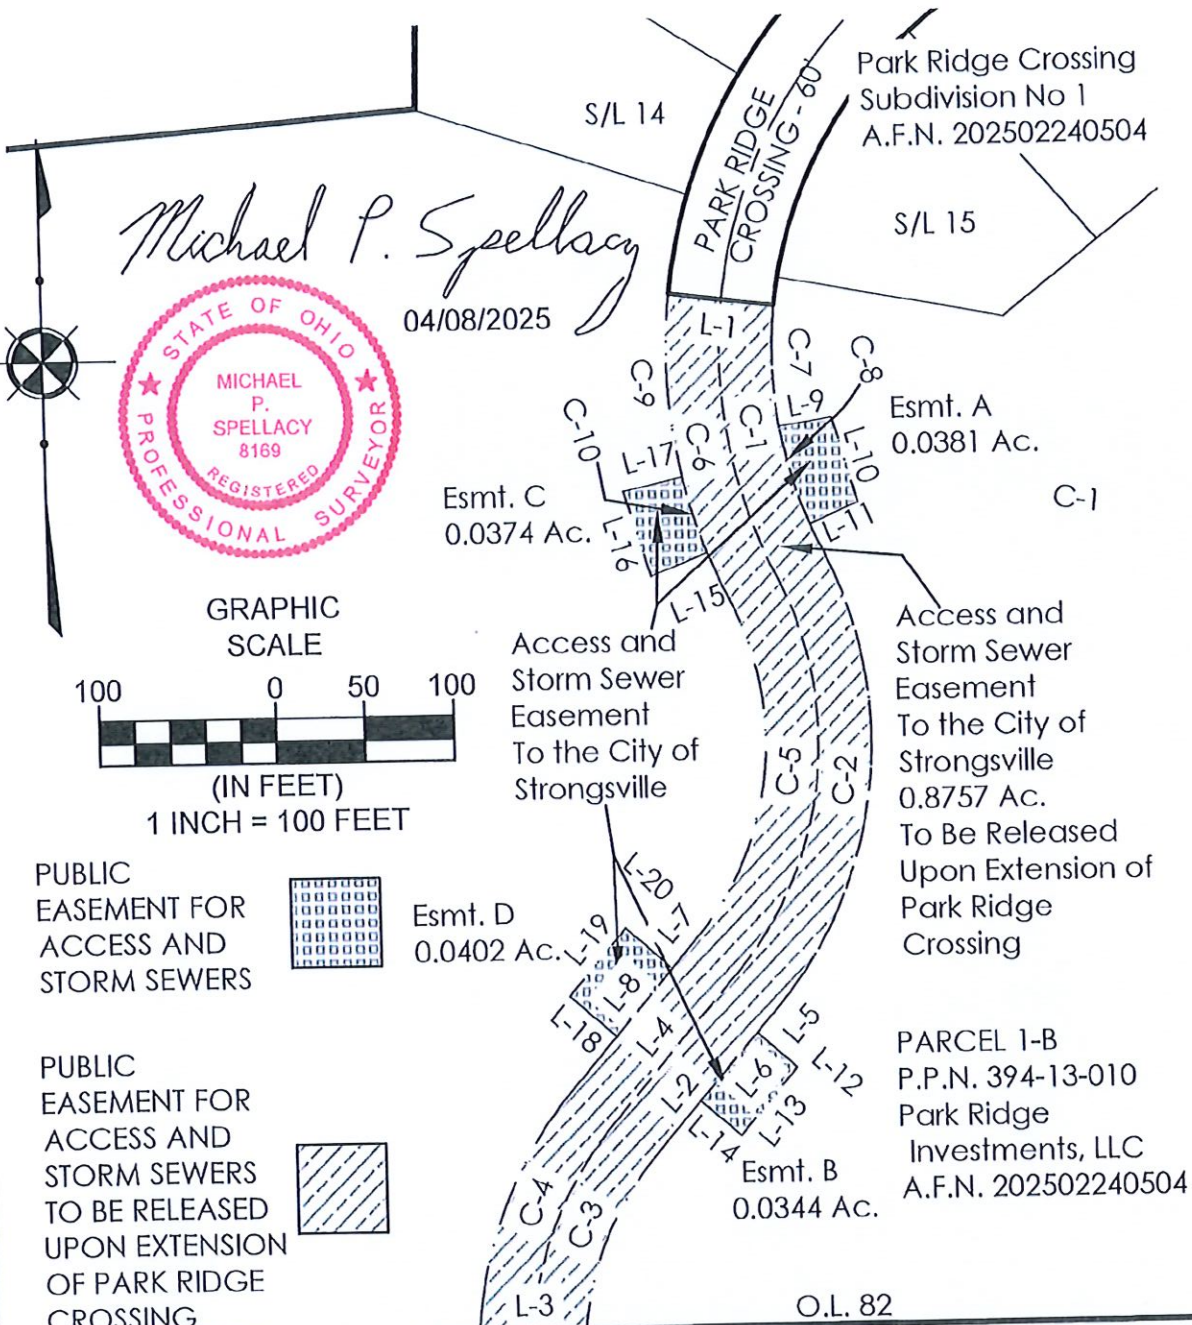 Park Ridge Crossing
Subdivision No 1
A.F.N. 202502240504
S/L 14
PARK RIDGE
CROSSING - 60'
S/L 15
Michael P. Spellacy
04/08/2025
STATE OF OHIO
MICHAEL
P.
SPELLACY
8169
REGISTERED
PROFESSIONAL SURVEYOR
L-1
C-7
C-8
C-9
L-9
C-1
C-6
C-10
L-17
L-10
Esmt. A
0.0381 Ac.
Esmt. C
0.0374 Ac.
L-16
L-11
C-1
L-15
GRAPHIC
SCALE
100 0 50 100
(IN FEET)
1 INCH = 100 FEET
Access and
Storm Sewer
Easement
To the City of
Strongsville
Access and
Storm Sewer
Easement
To the City of
Strongsville
0.8757 Ac.
To Be Released
Upon Extension of
Park Ridge
Crossing
C-5
C-2
PUBLIC
EASEMENT FOR
ACCESS AND
STORM SEWERS
Esmt. D
0.0402 Ac.
L-20
L-7
L-19
L-8
L-18
L-4
L-2
L-5
L-6
L-12
L-13
L-14
Esmt. B
0.0344 Ac.
PARCEL 1-B
P.P.N. 394-13-010
Park Ridge
Investments, LLC
A.F.N. 202502240504
PUBLIC
EASEMENT FOR
ACCESS AND
STORM SEWERS
TO BE RELEASED
UPON EXTENSION
OF PARK RIDGE
CROSSING
C-4
C-3
L-3
O.L. 82